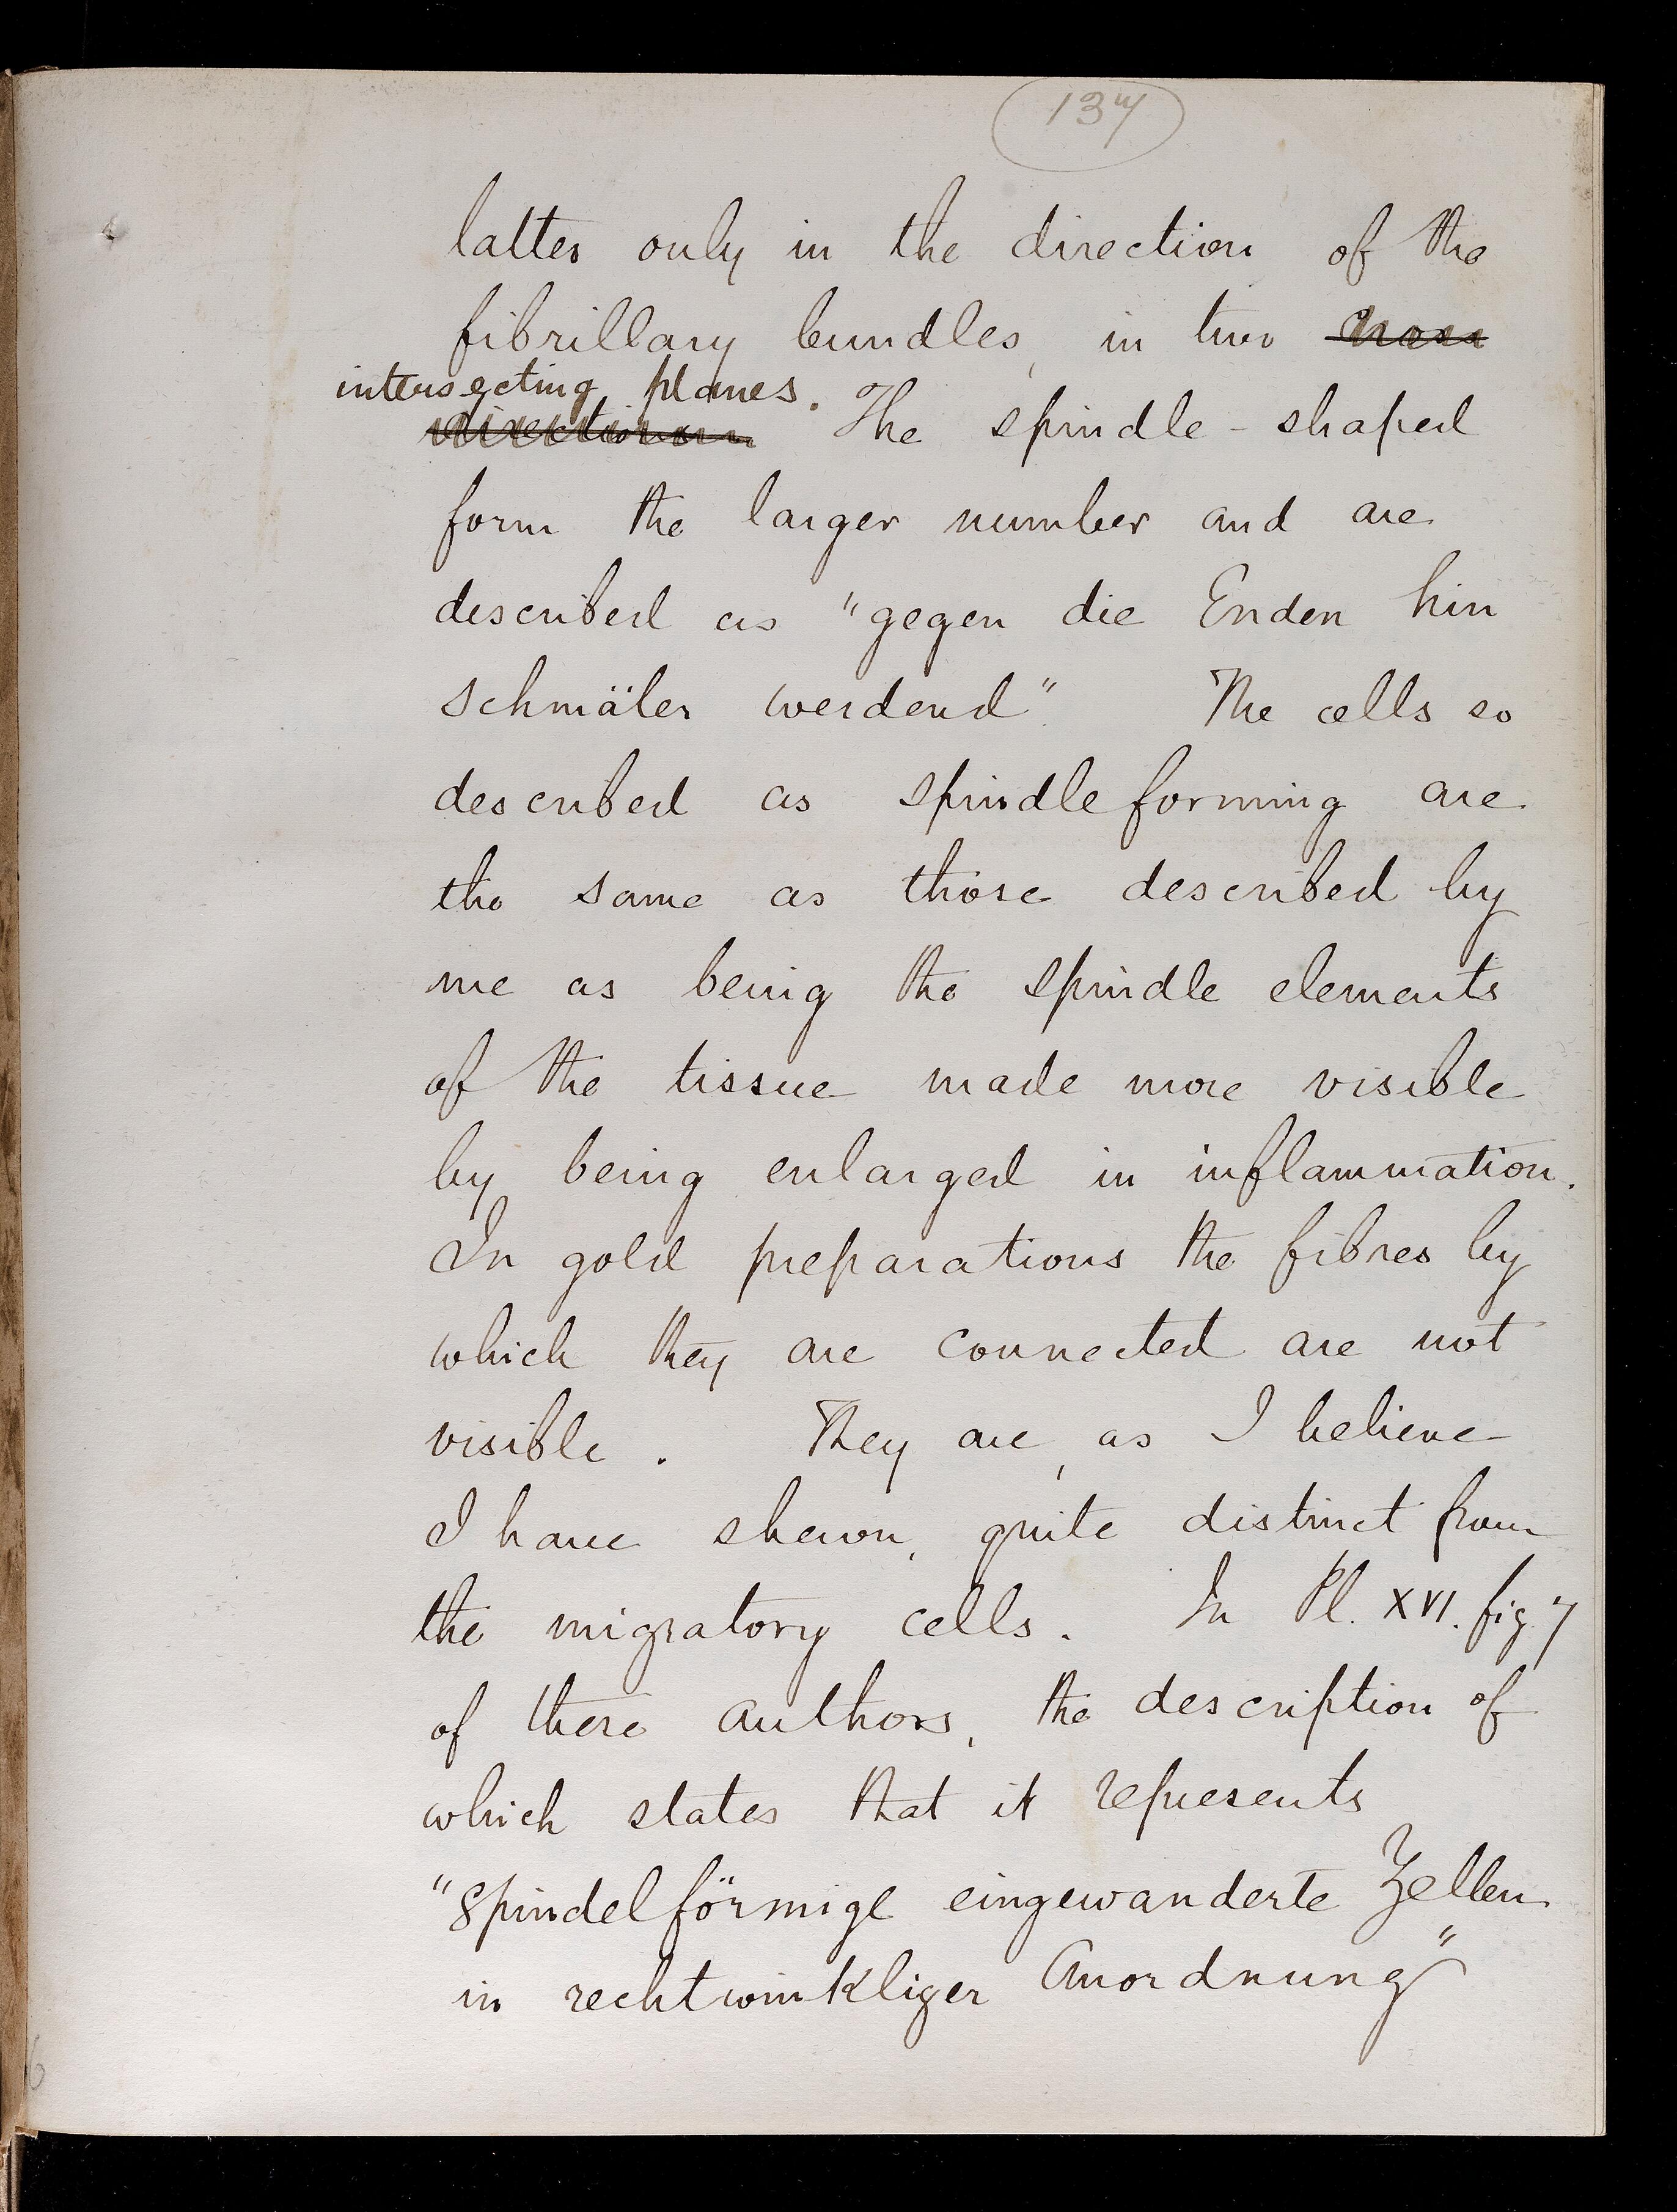 137
latter only in the direction of the
fibrillary bundles, in two cross
intersecting planes.
directions The spindle-shaped
form the larger number and are
described as "gegen die Enden hin
schmäler werdend" The cells so
described as spindleforming are
the same as those described by
me as being the spindle elements
of the tissue made more visible
by being enlarged in inflammation.
In gold preparations the fibres by
which they are connected are not
visible. They are, as I believe
I have shewn, quite distinct from
the migratory cells. In Pl. XVI. fig. 7
of these authors, the description of
which states that it represents
"Spindelförmige eingewanderte Zellen
in rechtwinkliger Anordnung"